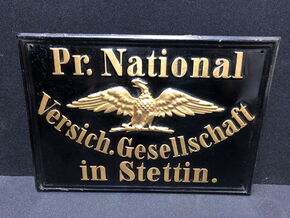 Pr. National
Versich. Gesellschaft
in Stettin.